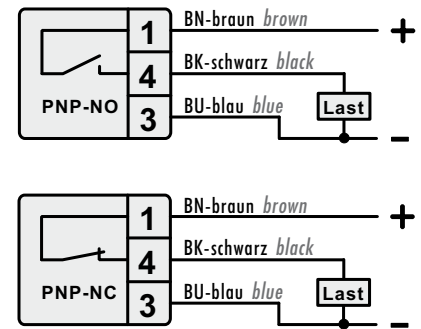 1 BN-braun brown +
4 BK-schwarz black
PNP-NO 3 BU-blau blue Last
−
1 BN-braun brown +
4 BK-schwarz black
PNP-NC 3 BU-blau blue Last
−